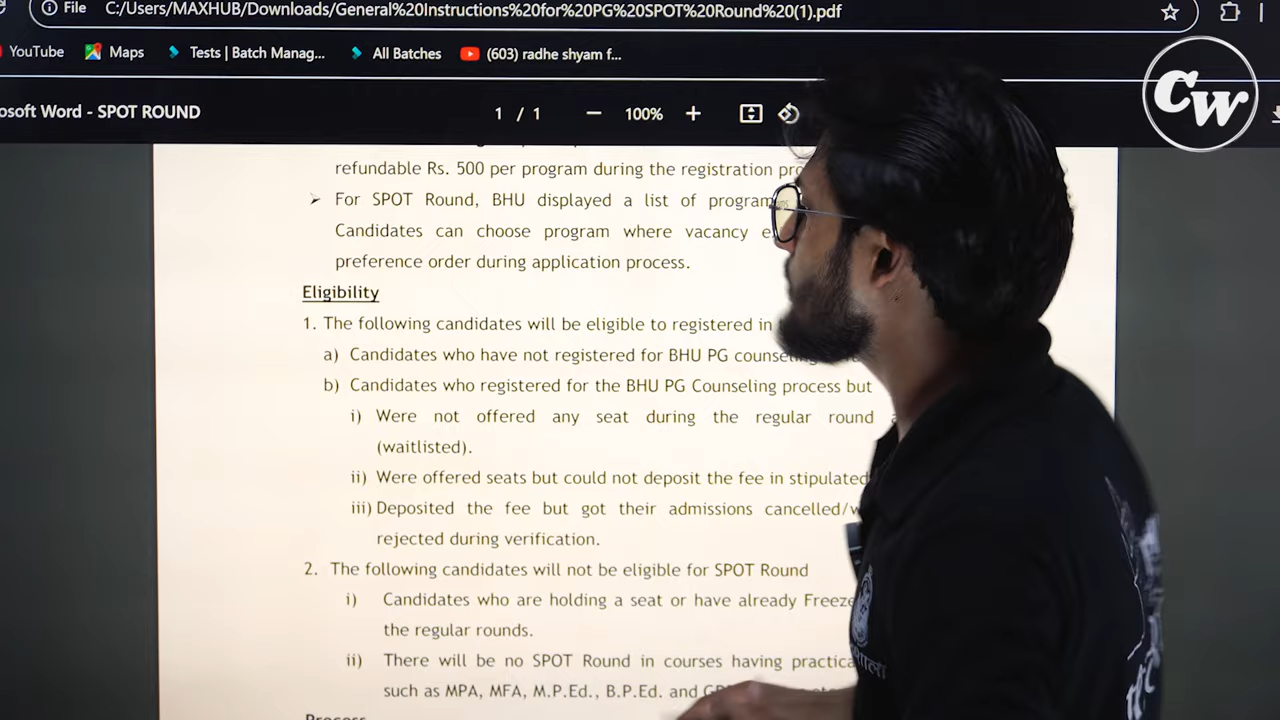 File C:/Users/MAXHUB/Downloads/General%20Instructions%20for%20PG%20SPOT%20Round%20(1).pdf
YouTube Maps Tests | Batch Manag... All Batches (603) radhe shyam f...
CW
osoft Word - SPOT ROUND 1 / 1 100%
refundable Rs. 500 per program during the registration
➢ For SPOT Round, BHU displayed a list of
Candidates can choose program where vacancy
preference order during application process.
Eligibility
1. The following candidates will be eligible to registered in
a) Candidates who have not registered for BHU PG
b) Candidates who registered for the BHU PG Counseling process but
i) Were not offered any seat during the regular round
(waitlisted).
ii) Were offered seats but could not deposit the fee in stipulated
iii) Deposited the fee but got their admissions cancelled/
rejected during verification.
2. The following candidates will not be eligible for SPOT Round
i) Candidates who are holding a seat or have already Freeze
the regular rounds.
ii) There will be no SPOT Round in courses having
such as MPA, MFA, M.P.Ed., B.P.Ed. and
Process